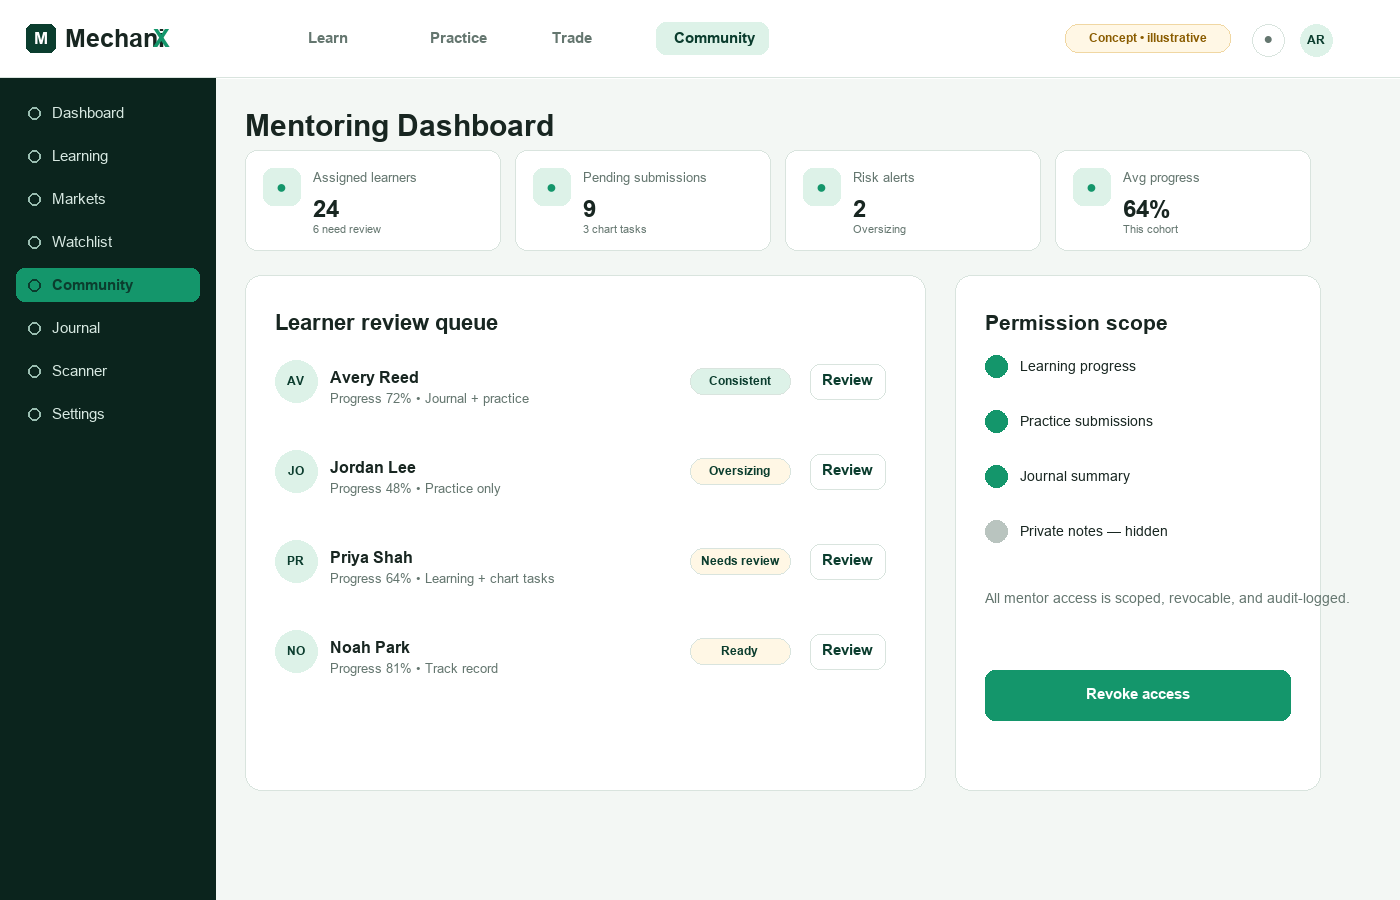 M MechaniX Learn Practice Trade Community Concept • illustrative AR
Dashboard
Learning
Markets
Watchlist
Community
Journal
Scanner
Settings
Mentoring Dashboard
Assigned learners
24
6 need review
Pending submissions
9
3 chart tasks
Risk alerts
2
Oversizing
Avg progress
64%
This cohort
Learner review queue
AV Avery Reed Consistent Review
Progress 72% • Journal + practice
JO Jordan Lee Oversizing Review
Progress 48% • Practice only
PR Priya Shah Needs review Review
Progress 64% • Learning + chart tasks
NO Noah Park Ready Review
Progress 81% • Track record
Permission scope
Learning progress
Practice submissions
Journal summary
Private notes — hidden
All mentor access is scoped, revocable, and audit-logged.
Revoke access